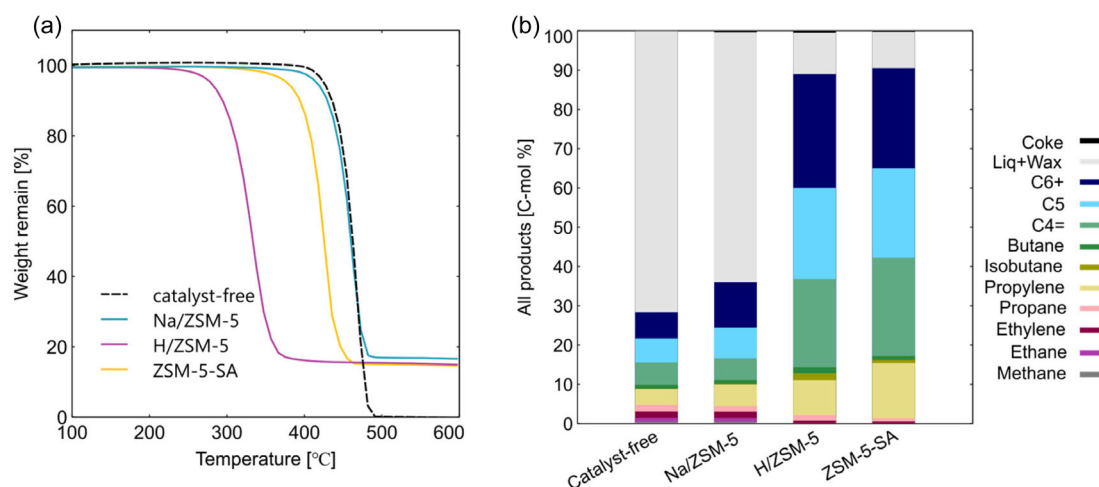 (a)
Weight remain [%]
100
80
60
40
20
0
catalyst-free
Na/ZSM-5
H/ZSM-5
ZSM-5-SA
100
200
300
400
500
600
Temperature [℃]
(b)
All products [C-mol %]
100
90
80
70
60
50
40
30
20
10
0
Catalyst-free
Na/ZSM-5
H/ZSM-5
ZSM-5-SA
Coke
Liq+Wax
C6+
C5
C4=
Butane
Isobutane
Propylene
Propane
Ethylene
Ethane
Methane